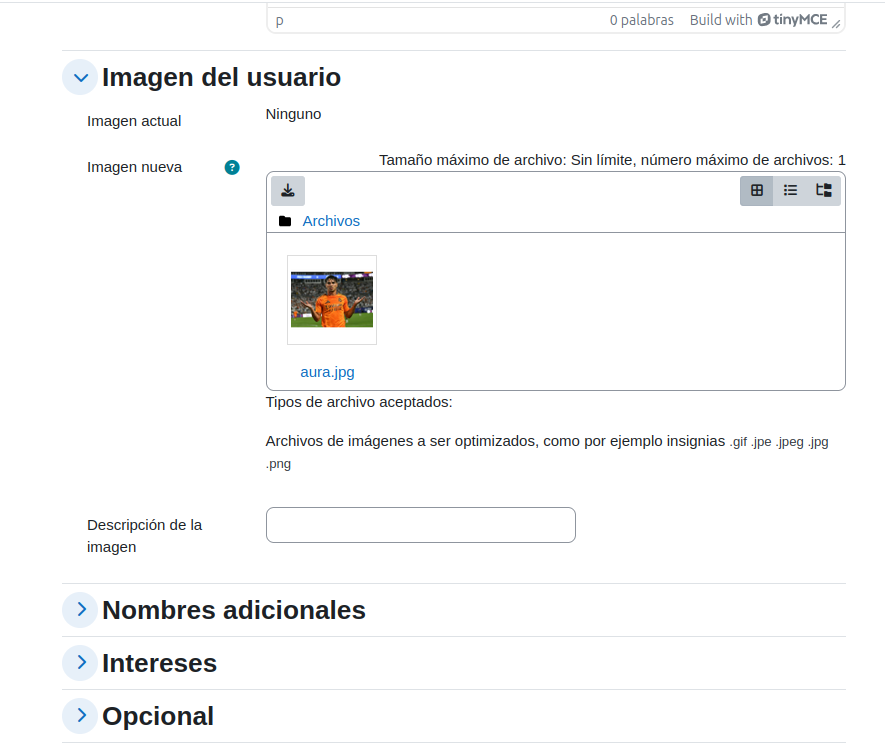 p
0 palabras
Build with tinyMCE
Imagen del usuario
Imagen actual
Ninguno
Imagen nueva
?
Tamaño máximo de archivo: Sin límite, número máximo de archivos: 1
Archivos
aura.jpg
Tipos de archivo aceptados:
Archivos de imágenes a ser optimizados, como por ejemplo insignias .gif .jpe .jpeg .jpg
.png
Descripción de la
imagen
Nombres adicionales
Intereses
Opcional